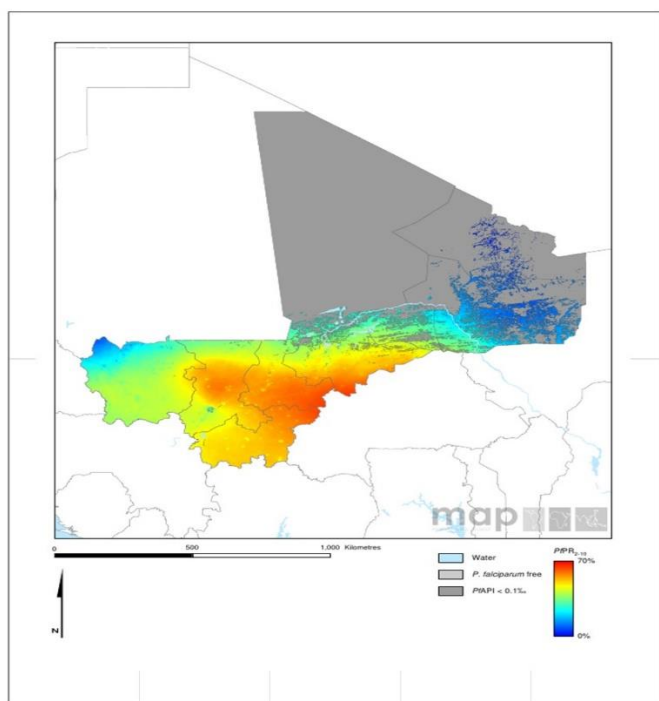 map
0 500 1,000 Kilometres
Water
P. falciparum free
PfAPI < 0.1‰
PfPR2-10
70%
0%
N